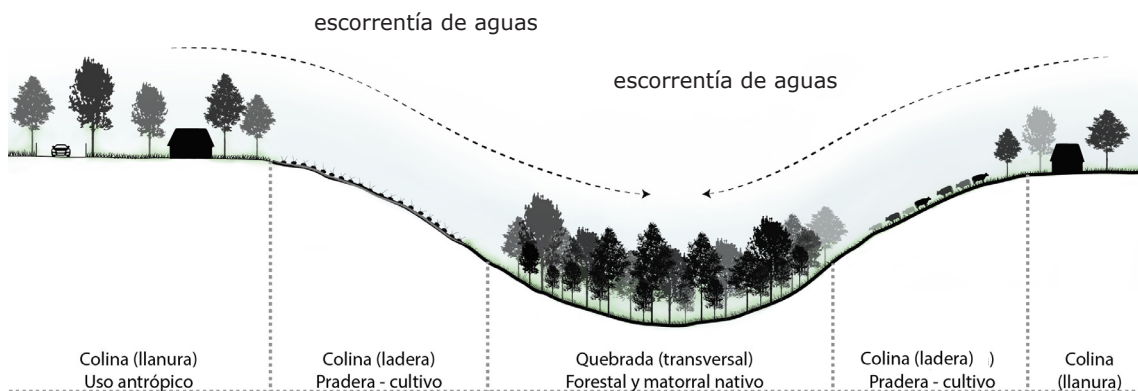 escorrentía de aguas
escorrentía de aguas
Colina (llanura)
Uso antrópico
Colina (ladera)
Pradera - cultivo
Quebrada (transversal)
Forestal y matorral nativo
Colina (ladera) )
Pradera - cultivo
Colina
(llanura)